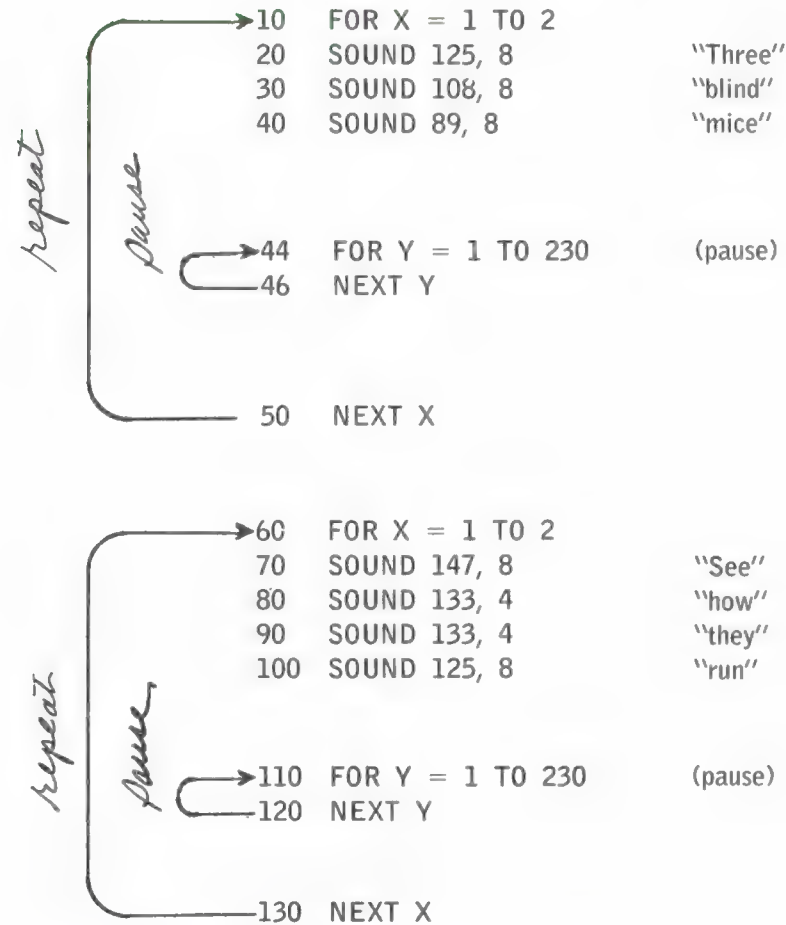 10 FOR X = 1 TO 2
20 SOUND 125, 8 "Three"
30 SOUND 108, 8 "blind"
40 SOUND 89, 8 "mice"
repeat
pause
44 FOR Y = 1 TO 230 (pause)
46 NEXT Y
50 NEXT X
60 FOR X = 1 TO 2
70 SOUND 147, 8 "See"
80 SOUND 133, 4 "how"
90 SOUND 133, 4 "they"
100 SOUND 125, 8 "run"
repeat
pause
110 FOR Y = 1 TO 230 (pause)
120 NEXT Y
130 NEXT X